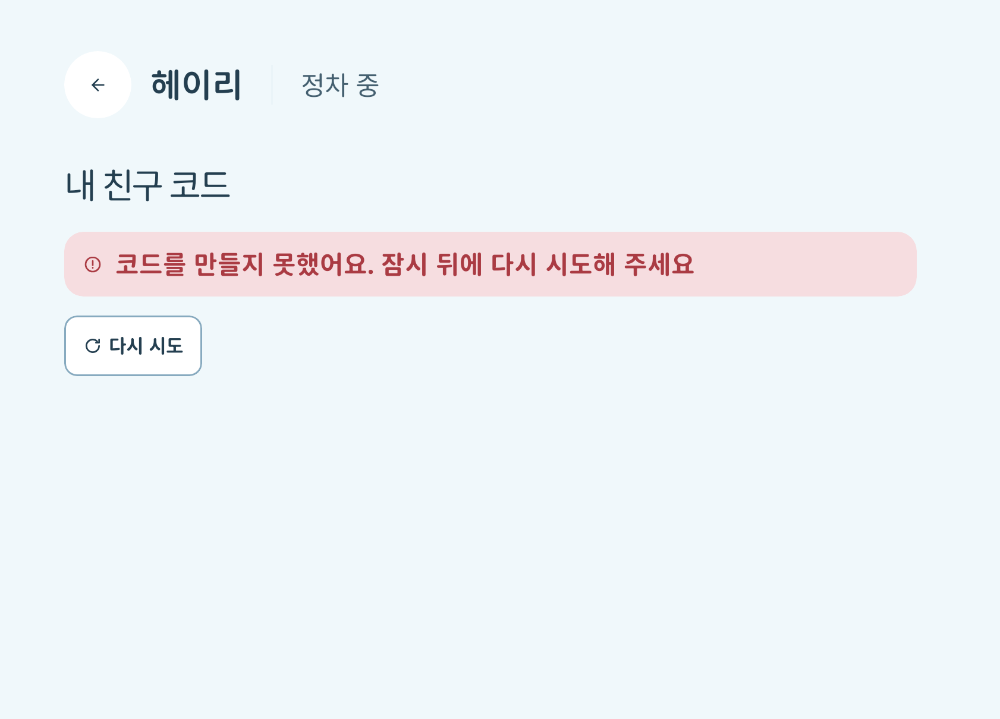 헤이리
정차 중
내 친구 코드
코드를 만들지 못했어요. 잠시 뒤에 다시 시도해 주세요
다시 시도